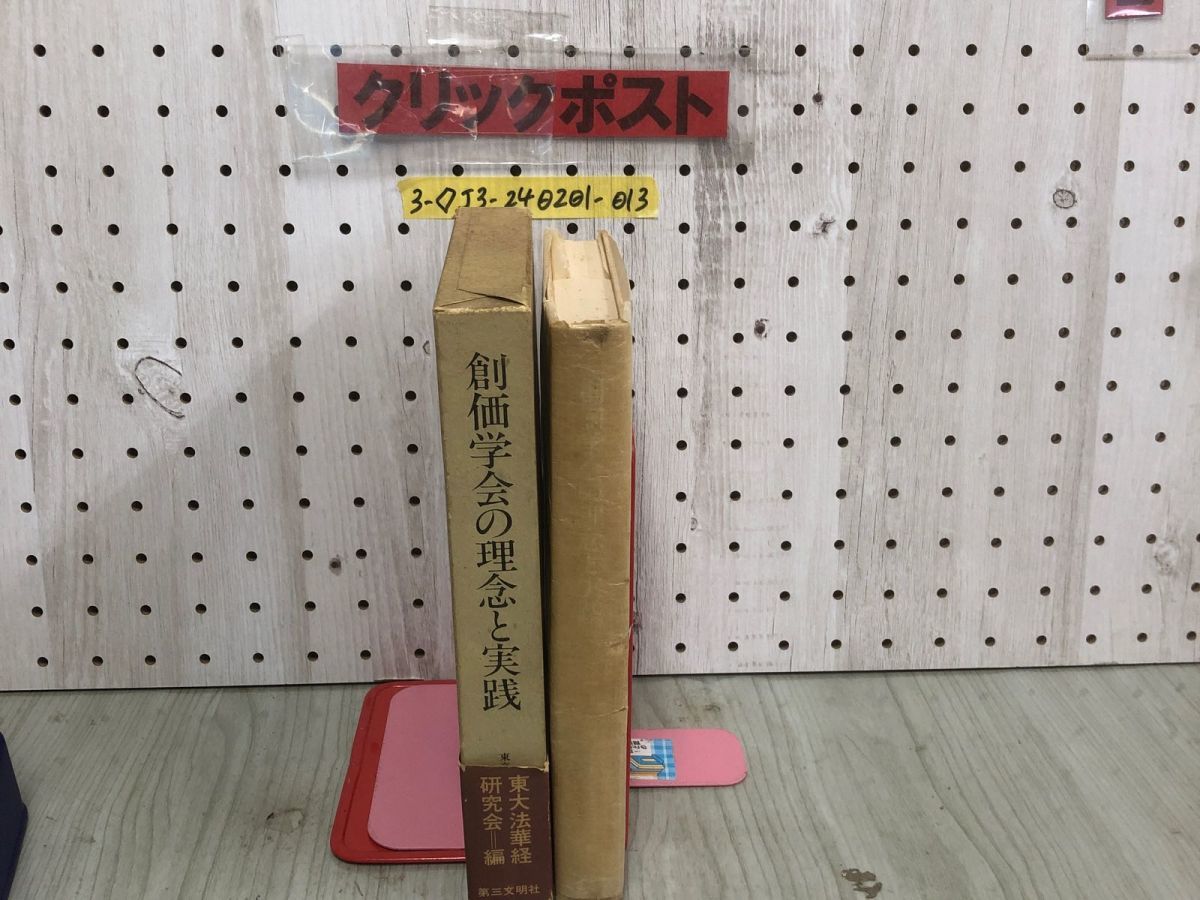 クリックポスト
3-◇J3-240201-013
創価学会の理念と実践
東
東大法華経
研究会=編
第三文明社